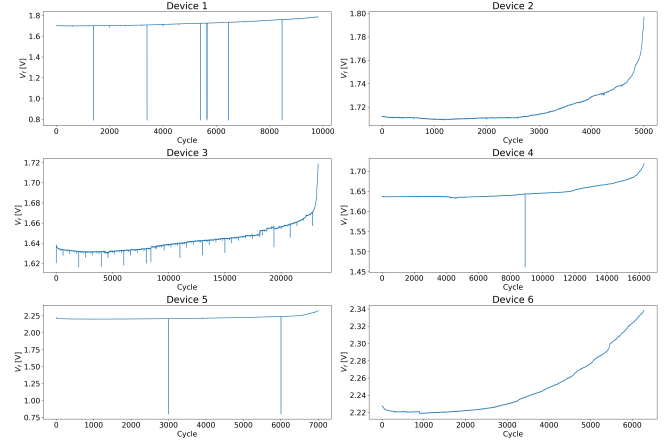 Device 1
1.8
1.6
1.4
1.2
1.0
0.8
V_f [V]
0 2000 4000 6000 8000 10000
Cycle
Device 2
1.80
1.78
1.76
1.74
1.72
V_f [V]
0 1000 2000 3000 4000 5000
Cycle
Device 3
1.72
1.70
1.68
1.66
1.64
1.62
V_f [V]
0 5000 10000 15000 20000
Cycle
Device 4
1.70
1.65
1.60
1.55
1.50
1.45
V_f [V]
0 2000 4000 6000 8000 10000 12000 14000 16000
Cycle
Device 5
2.25
2.00
1.75
1.50
1.25
1.00
0.75
V_f [V]
0 1000 2000 3000 4000 5000 6000 7000
Cycle
Device 6
2.34
2.32
2.30
2.28
2.26
2.24
2.22
V_f [V]
0 1000 2000 3000 4000 5000 6000
Cycle